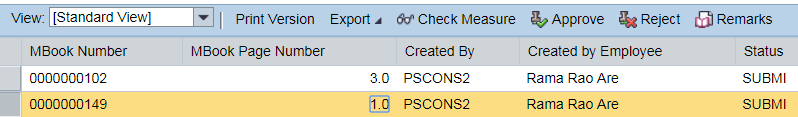 View: [Standard View] Print Version Export Check Measure Approve Reject Remarks
MBook Number MBook Page Number Created By Created by Employee Status
0000000102 3.0 PSCONS2 Rama Rao Are SUBMI
0000000149 1.0 PSCONS2 Rama Rao Are SUBMI